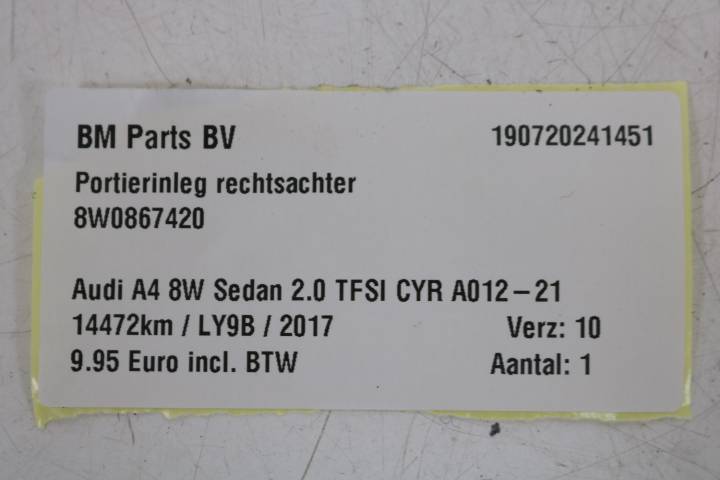 BM Parts BV 190720241451
Portierinleg rechtsachter
8W0867420
Audi A4 8W Sedan 2.0 TFSI CYR A012-21
14472km / LY9B / 2017 Verz: 10
9.95 Euro incl. BTW Aantal: 1